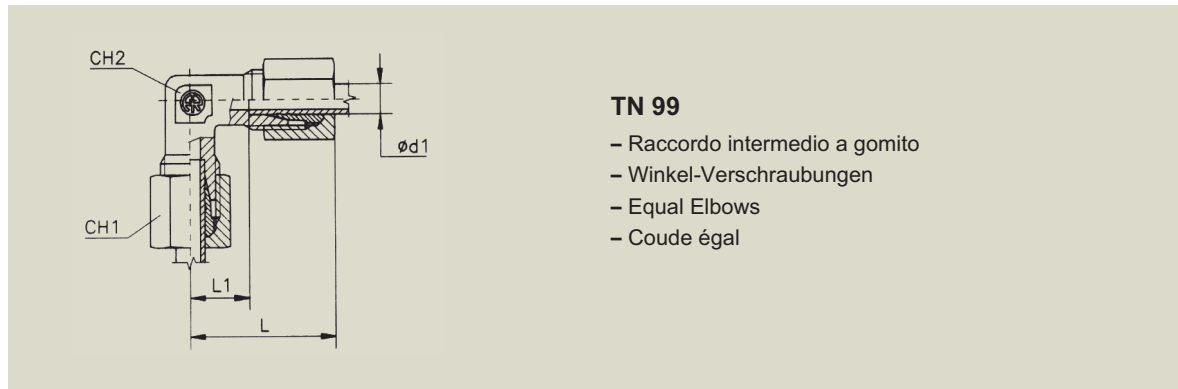 CH2
TN 99
– Raccordo intermedio a gomito
ød1
– Winkel-Verschraubungen
– Equal Elbows
CH1
– Coude égal
L1
L